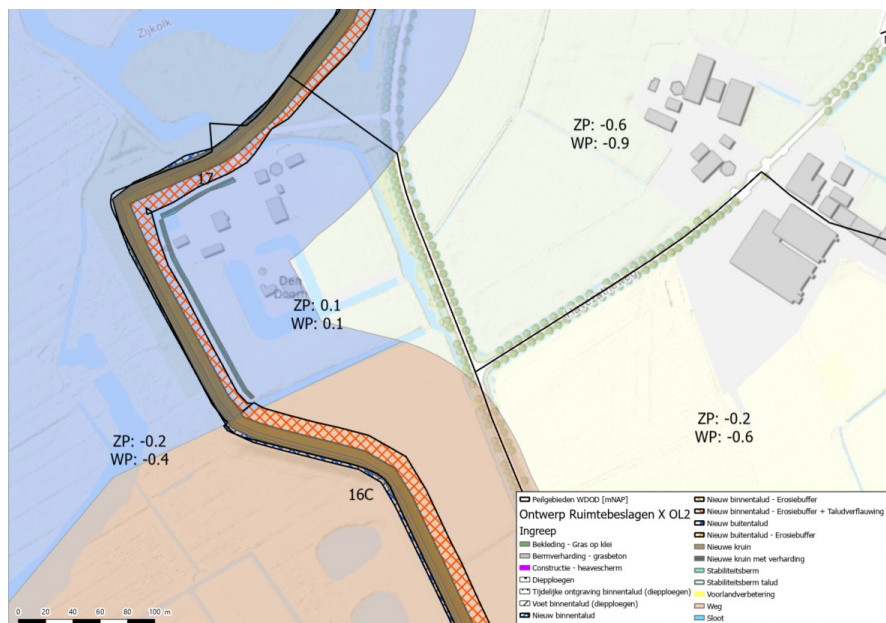 Zijkolk
ZP: -0.6
WP: -0.9
17
Den
Doorn
ZP: 0.1
WP: 0.1
ZP: -0.2
WP: -0.6
ZP: -0.2
WP: -0.4
16C
Peilgebieden WDOD [mNAP]
Ontwerp Ruimtebeslagen X OL2
Ingreep
Bekleding - Gras op klei
Bermverharding - grasbeton
Constructie - heavescherm
Diepploegen
Tijdelijke ontgraving binnentalud (diepploegen)
Voet binnentalud (diepploegen)
Nieuw binnentalud
Nieuw binnentalud - Erosiebuffer
Nieuw binnentalud - Erosiebuffer + Taludverflauwing
Nieuw buitentalud
Nieuw buitentalud - Erosiebuffer
Nieuwe kruin
Nieuwe kruin met verharding
Stabiliteitsberm
Stabiliteitsberm talud
Voorlandverbetering
Weg
Sloot
0 20 40 60 80 100 m